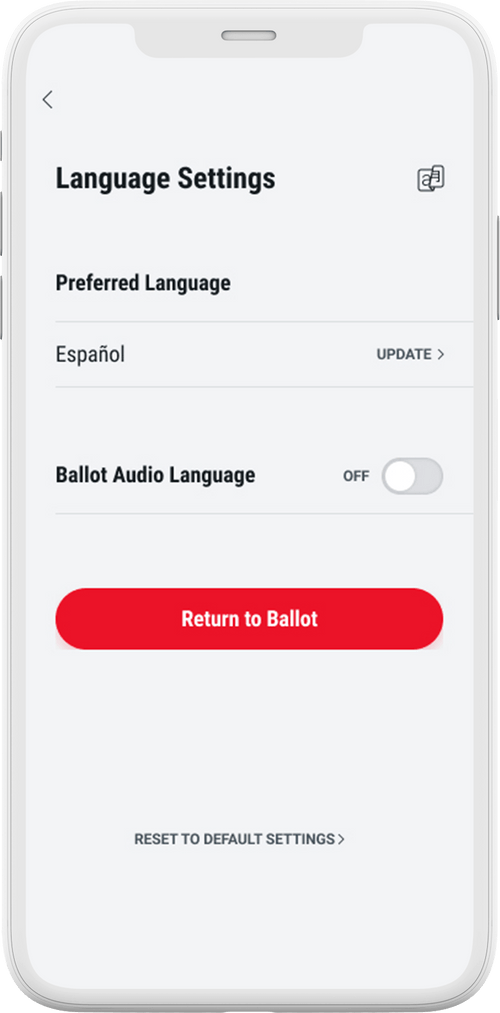 Language Settings
Preferred Language
Español
UPDATE >
Ballot Audio Language
OFF
Return to Ballot
RESET TO DEFAULT SETTINGS >